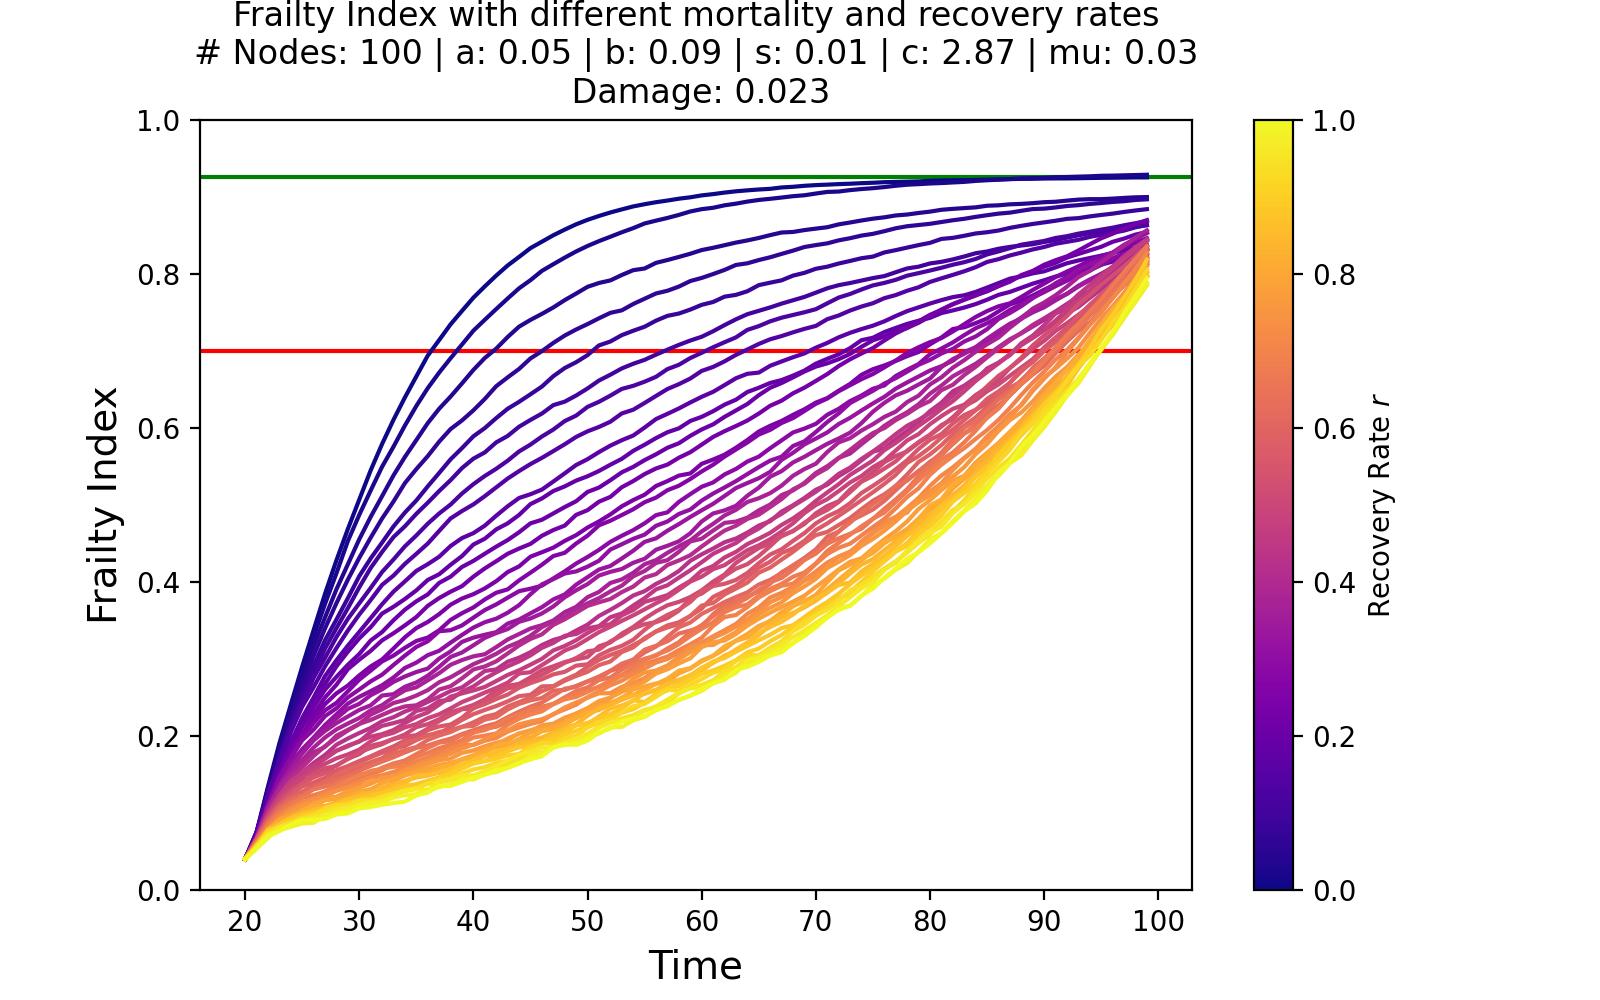 Frailty Index with different mortality and recovery rates
# Nodes: 100 | a: 0.05 | b: 0.09 | s: 0.01 | c: 2.87 | mu: 0.03
Damage: 0.023
1.0
0.8
0.6
0.4
0.2
0.0
Frailty Index
20 30 40 50 60 70 80 90 100
Time
1.0
0.8
0.6
0.4
0.2
0.0
Recovery Rate r